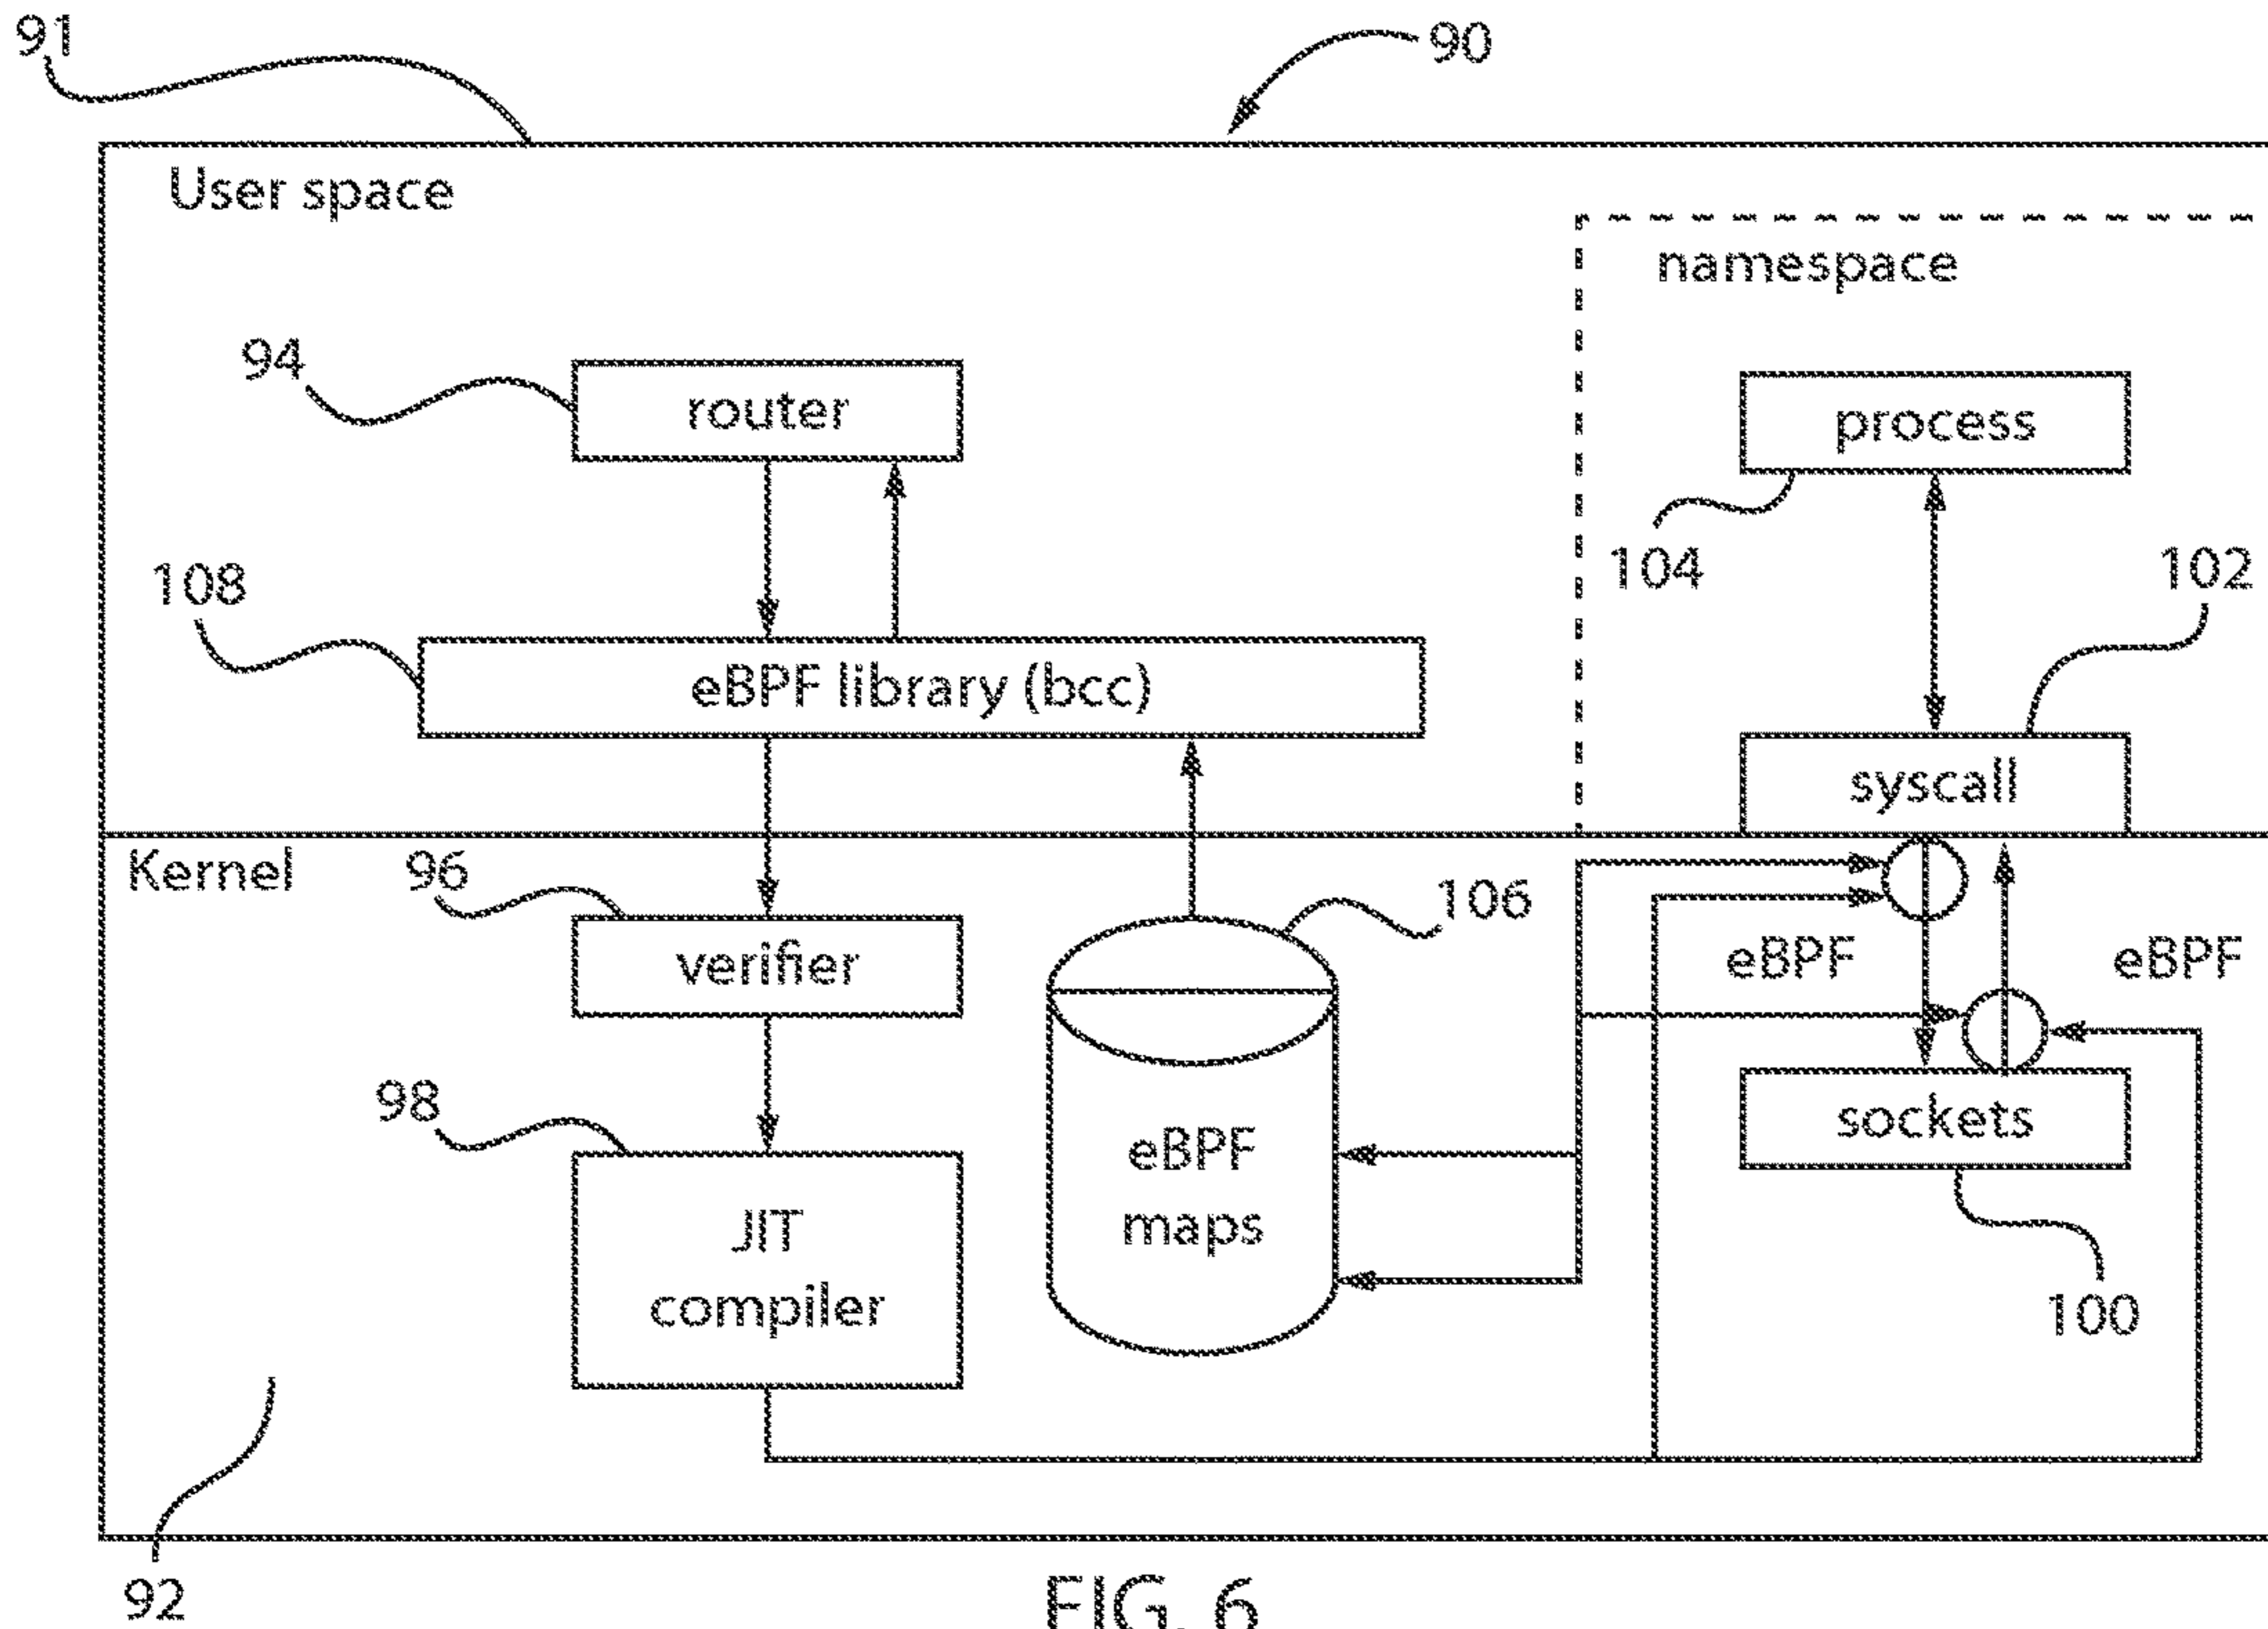 91
90
User space
namespace
94
router
process
104
102
108
eBPF library (bcc)
syscall
Kernel
96
106
verifier
eBPF
eBPF
98
sockets
eBPF
maps
JIT
compiler
100
92
FIG. 6